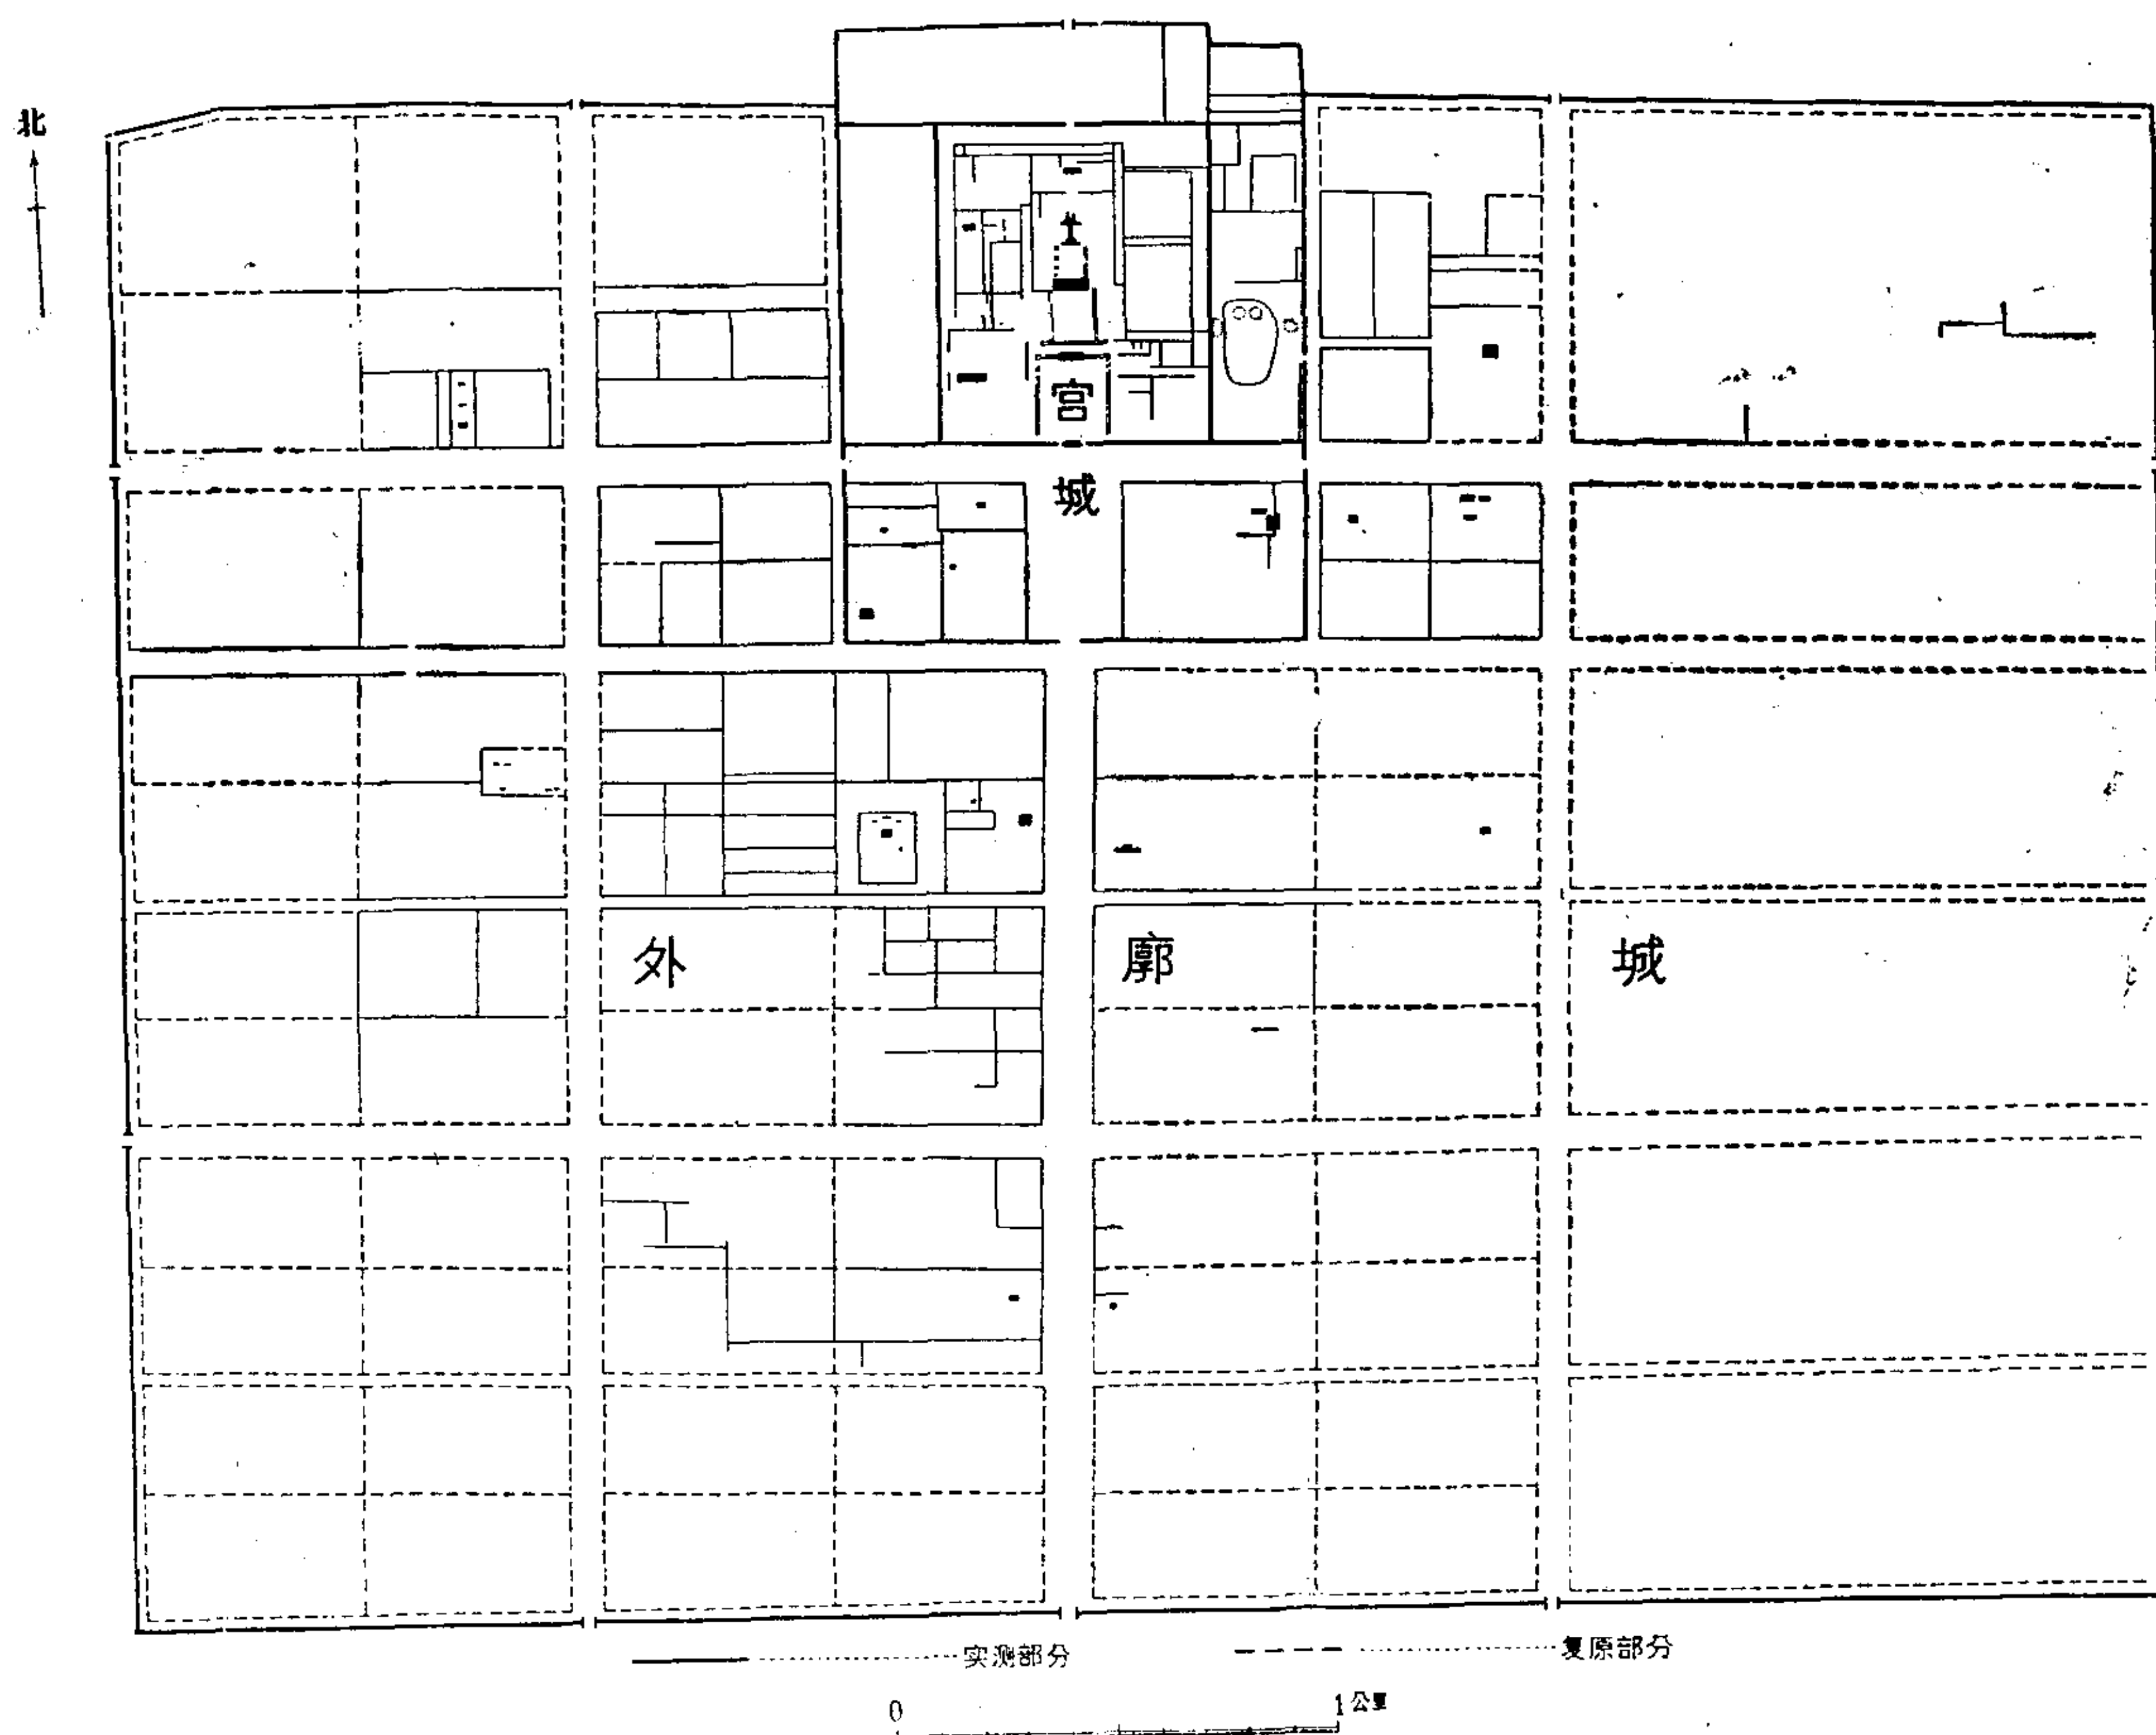 北
宫
城
外 廓 城
实测部分 复原部分
0 1公里